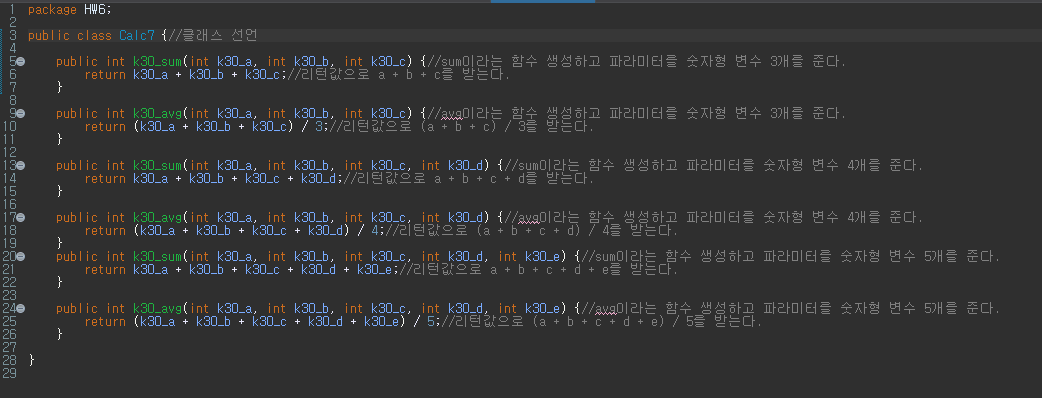 1 package HW6;
2
3 public class Calc7 {//클래스 선언
4
5 public int k30_sum(int k30_a, int k30_b, int k30_c) {//sum이라는 함수 생성하고 파라미터를 숫자형 변수 3개를 준다.
6 return k30_a + k30_b + k30_c;//리턴값으로 a + b + c를 받는다.
7 }
8
9 public int k30_avg(int k30_a, int k30_b, int k30_c) {//avg이라는 함수 생성하고 파라미터를 숫자형 변수 3개를 준다.
10 return (k30_a + k30_b + k30_c) / 3;//리턴값으로 (a + b + c) / 3를 받는다.
11 }
12
13 public int k30_sum(int k30_a, int k30_b, int k30_c, int k30_d) {//sum이라는 함수 생성하고 파라미터를 숫자형 변수 4개를 준다.
14 return k30_a + k30_b + k30_c + k30_d;//리턴값으로 a + b + c + d를 받는다.
15 }
16
17 public int k30_avg(int k30_a, int k30_b, int k30_c, int k30_d) {//avg이라는 함수 생성하고 파라미터를 숫자형 변수 4개를 준다.
18 return (k30_a + k30_b + k30_c + k30_d) / 4;//리턴값으로 (a + b + c + d) / 4를 받는다.
19 }
20 public int k30_sum(int k30_a, int k30_b, int k30_c, int k30_d, int k30_e) {//sum이라는 함수 생성하고 파라미터를 숫자형 변수 5개를 준다.
21 return k30_a + k30_b + k30_c + k30_d + k30_e;//리턴값으로 a + b + c + d + e를 받는다.
22 }
23
24 public int k30_avg(int k30_a, int k30_b, int k30_c, int k30_d, int k30_e) {//avg이라는 함수 생성하고 파라미터를 숫자형 변수 5개를 준다.
25 return (k30_a + k30_b + k30_c + k30_d + k30_e) / 5;//리턴값으로 (a + b + c + d + e) / 5를 받는다.
26 }
27
28 }
29